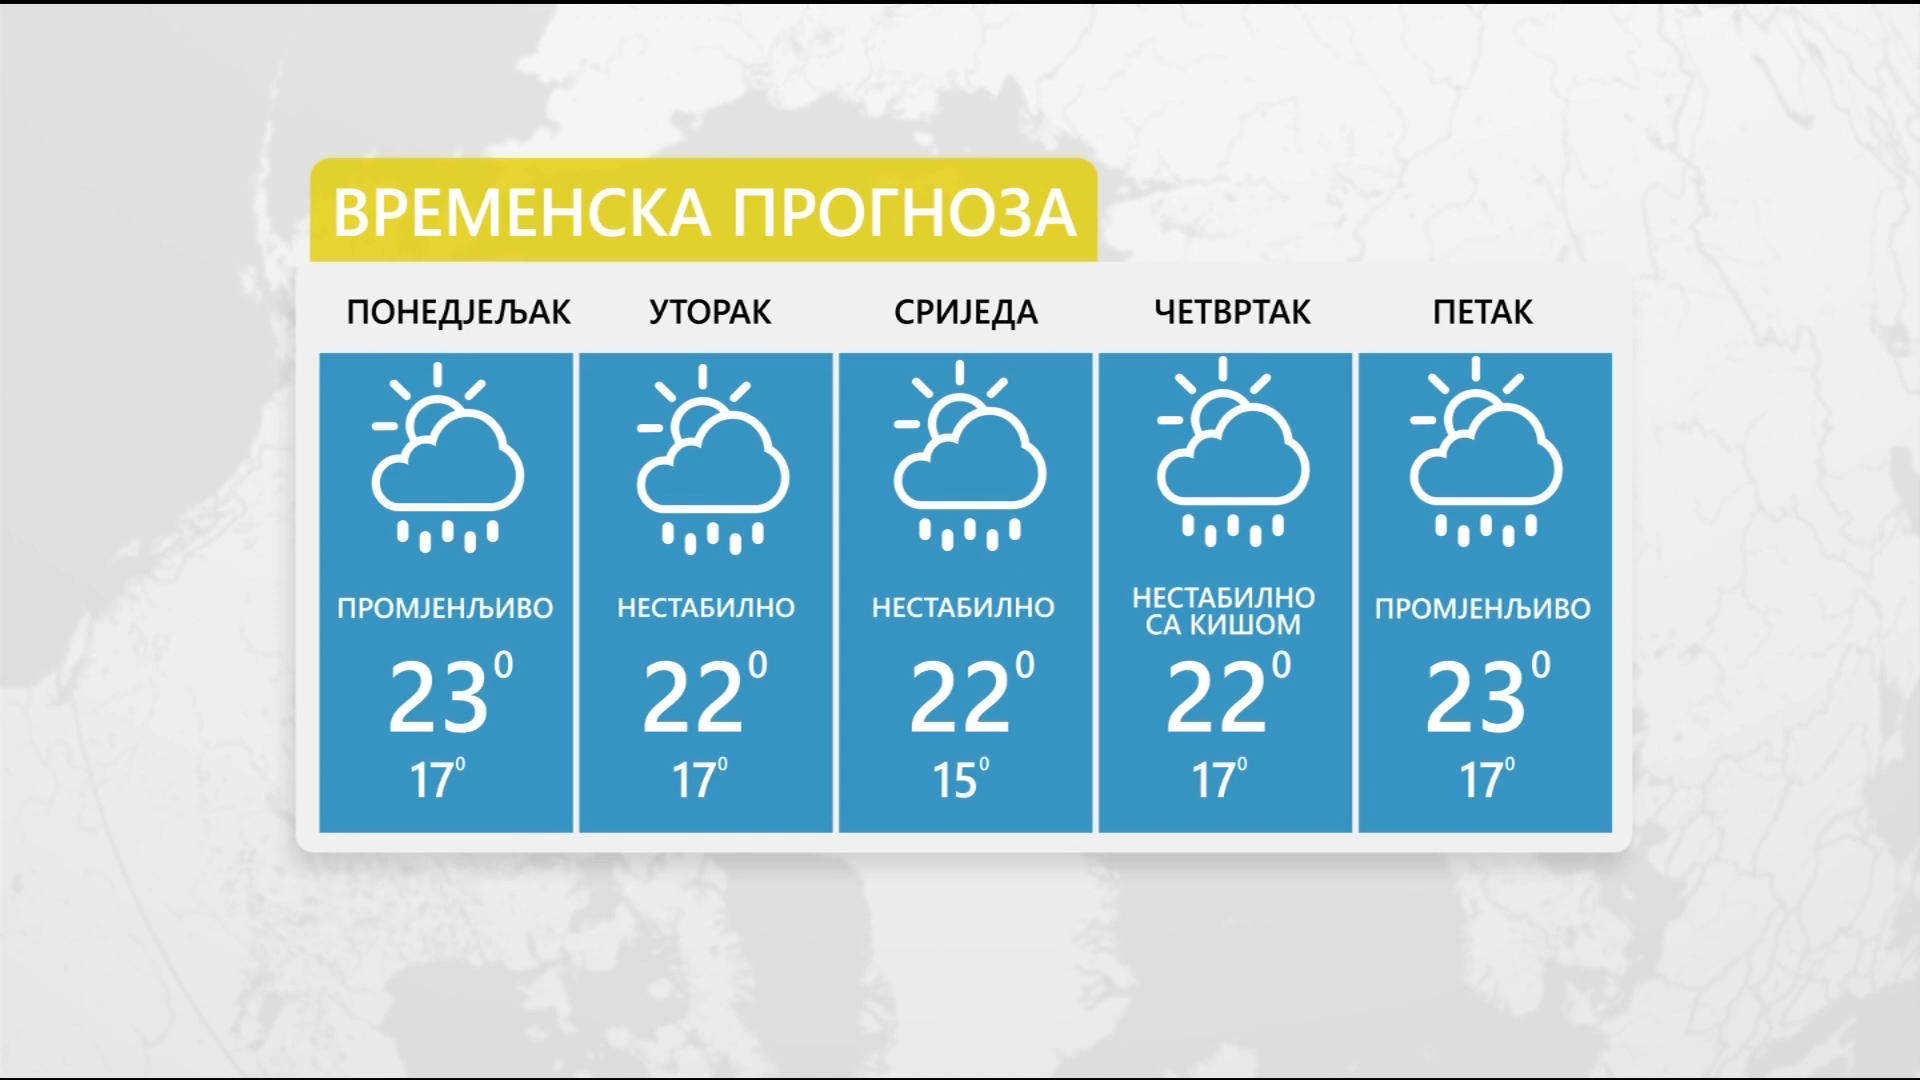 ВРЕМЕНСКА ПРОГНОЗА
ПОНЕДЈЕЉАК УТОРАК СРИЈЕДА ЧЕТВРТАК ПЕТАК
ПРОМЈЕНЉИВО НЕСТАБИЛНО НЕСТАБИЛНО НЕСТАБИЛНО ПРОМЈЕНЉИВО
СА КИШОМ
23⁰ 22⁰ 22⁰ 22⁰ 23⁰
17⁰ 17⁰ 15⁰ 17⁰ 17⁰